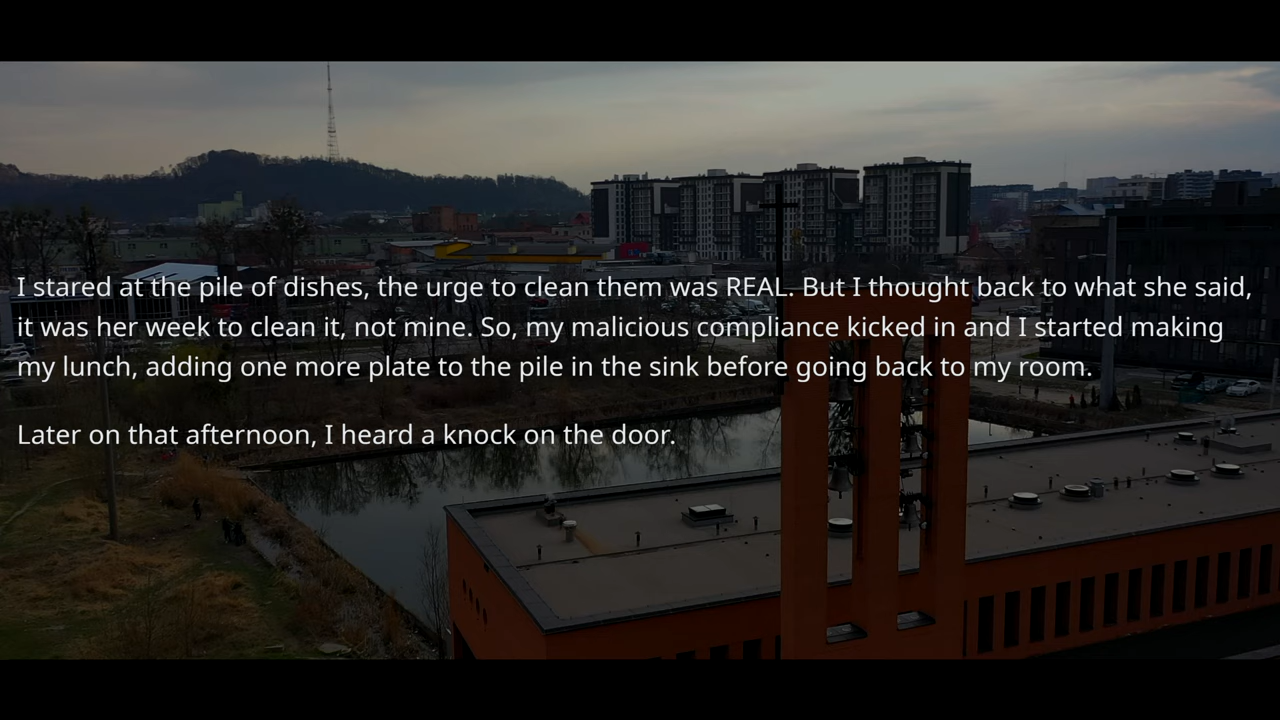 I stared at the pile of dishes, the urge to clean them was REAL. But I thought back to what she said,
it was her week to clean it, not mine. So, my malicious compliance kicked in and I started making
my lunch, adding one more plate to the pile in the sink before going back to my room.
Later on that afternoon, I heard a knock on the door.